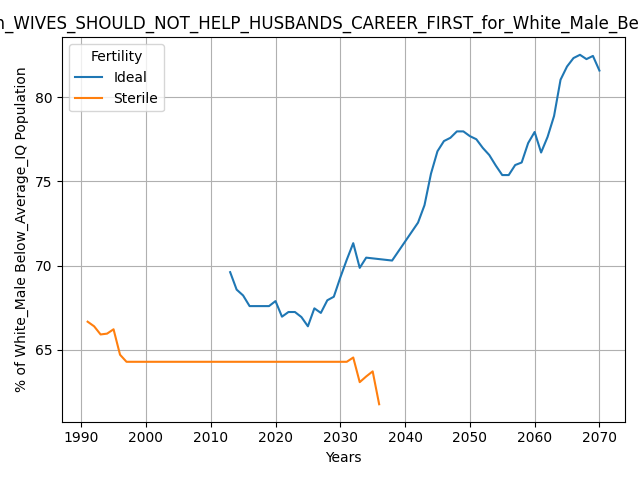 _WIVES_SHOULD_NOT_HELP_HUSBANDS_CAREER_FIRST_for_White_Male_Be
Fertility
Ideal
Sterile
% of White_Male Below_Average_IQ Population
80
75
70
65
1990 2000 2010 2020 2030 2040 2050 2060 2070
Years